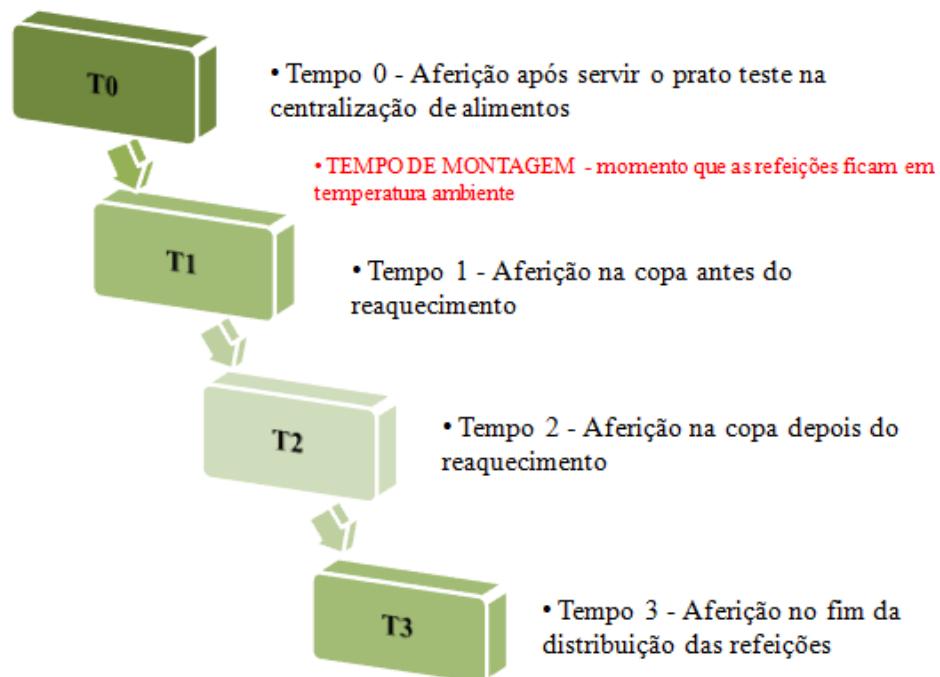 T0
• Tempo 0 - Aferição após servir o prato teste na
centralização de alimentos
• TEMPO DE MONTAGEM - momento que as refeições ficam em
temperatura ambiente
T1
• Tempo 1 - Aferição na copa antes do
reaquecimento
T2
• Tempo 2 - Aferição na copa depois do
reaquecimento
T3
• Tempo 3 - Aferição no fim da
distribuição das refeições